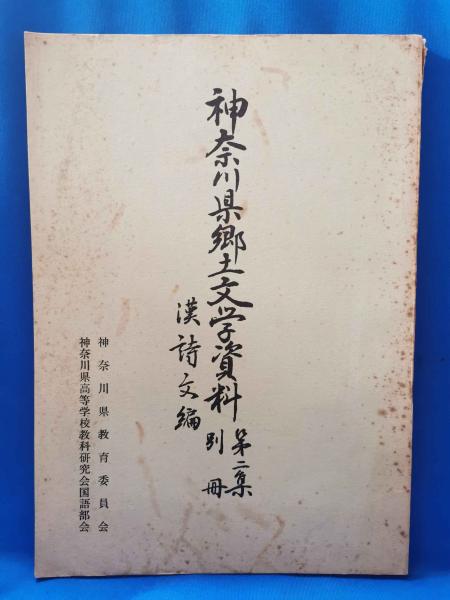 神奈川県郷土文学資料
第二集
別冊
漢詩文編
神奈川県教育委員会
神奈川県高等学校教科研究会国語部会